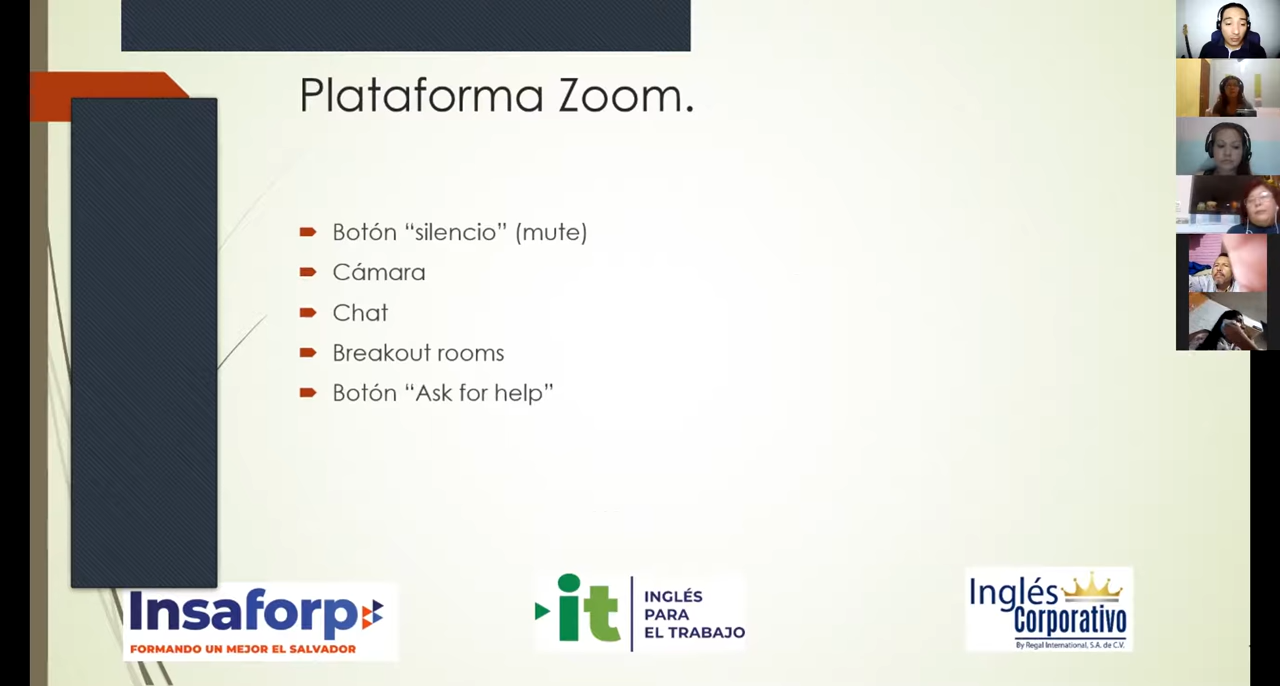 Plataforma Zoom.
Botón “silencio” (mute)
Cámara
Chat
Breakout rooms
Botón “Ask for help”
Insaforp
FORMANDO UN MEJOR EL SALVADOR
it
INGLÉS
PARA
EL TRABAJO
Inglés
Corporativo
By Regal International, S.A. de C.V.